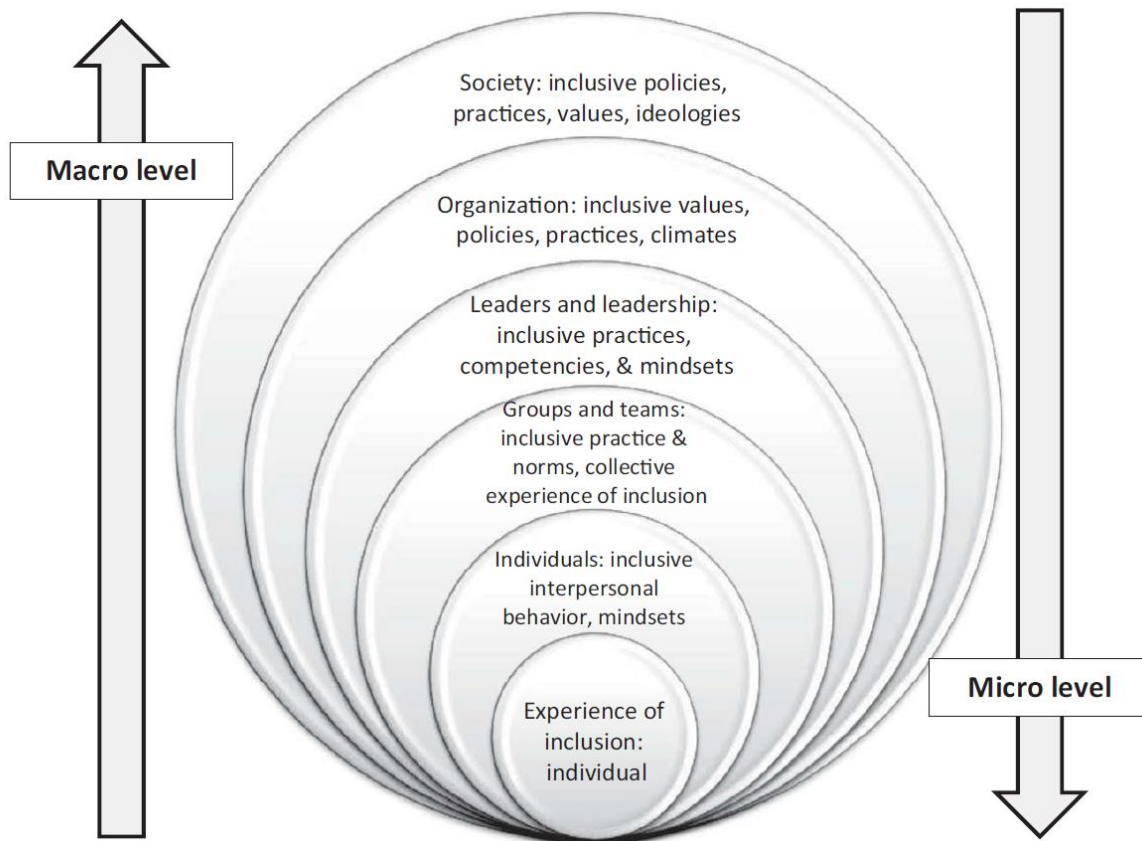 Society: inclusive policies,
practices, values, ideologies
Macro level
Organization: inclusive values,
policies, practices, climates
Leaders and leadership:
inclusive practices,
competencies, & mindsets
Groups and teams:
inclusive practice &
norms, collective
experience of inclusion
Individuals: inclusive
interpersonal
behavior, mindsets
Micro level
Experience of
inclusion:
individual